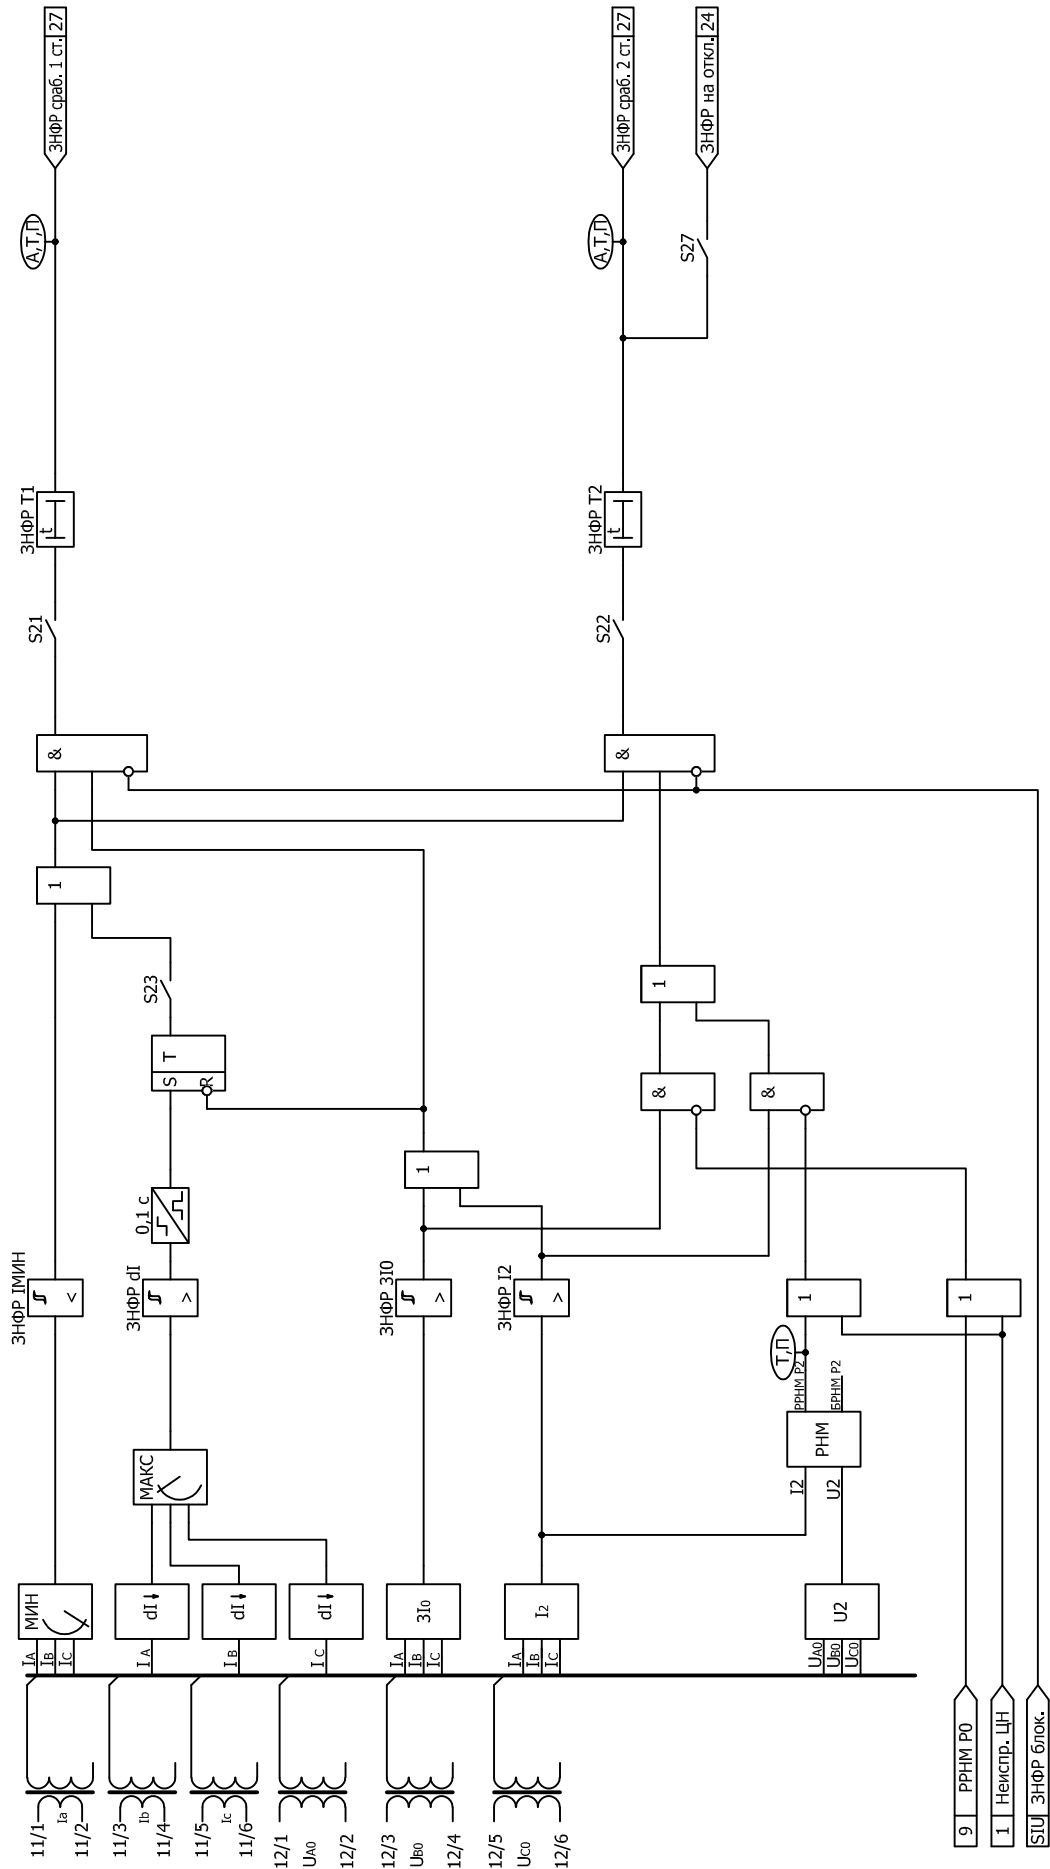 ЗНФР сраб. 1 ст. 27
ЗНФР сраб. 2 ст. 27
ЗНФР на откл. 24
А,Т,П
А,Т,П
S27
ЗНФР Т1
t
ЗНФР Т2
t
S21
S22
&
&
1
S23
S T
R
1
&
&
1
0,1 с
ЗНФР IМИН
<
ЗНФР dI
>
ЗНФР 3I0
>
ЗНФР I2
>
1
1
Т,П
РРНМ Р2
БРНМ Р2
РНМ
I2
U2
МАКС
МИН
dI
dI
dI
3I0
I2
U2
IA
IB
IC
IA
IB
IC
IA
IB
IC
IA
IB
IC
UA0
UB0
UC0
11/1
Ia
11/2
11/3
Ib
11/4
11/5
Ic
11/6
12/1
UA0
12/2
12/3
UB0
12/4
12/5
UC0
12/6
9 РРНМ Р0
1 Неиспр. ЦН
SIU ЗНФР блок.